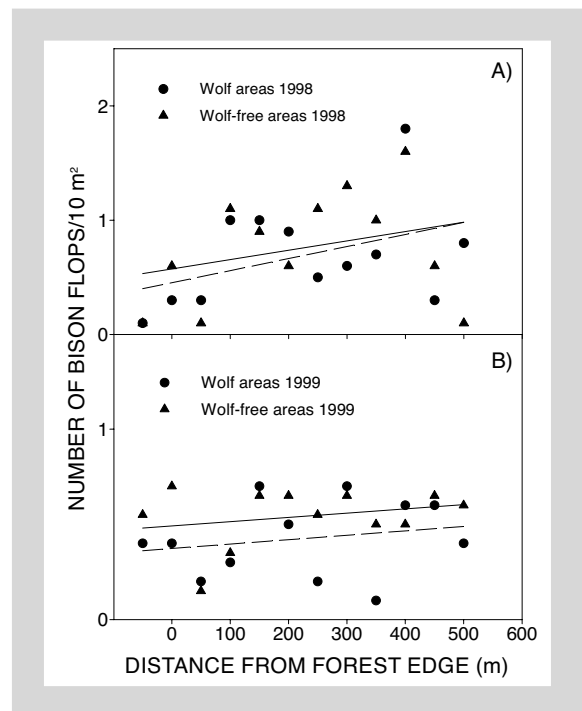 A)
Wolf areas 1998
Wolf-free areas 1998
2
1
0
B)
Wolf areas 1999
Wolf-free areas 1999
1
0
0 100 200 300 400 500 600
DISTANCE FROM FOREST EDGE (m)
NUMBER OF BISON FLOPS/10 m²